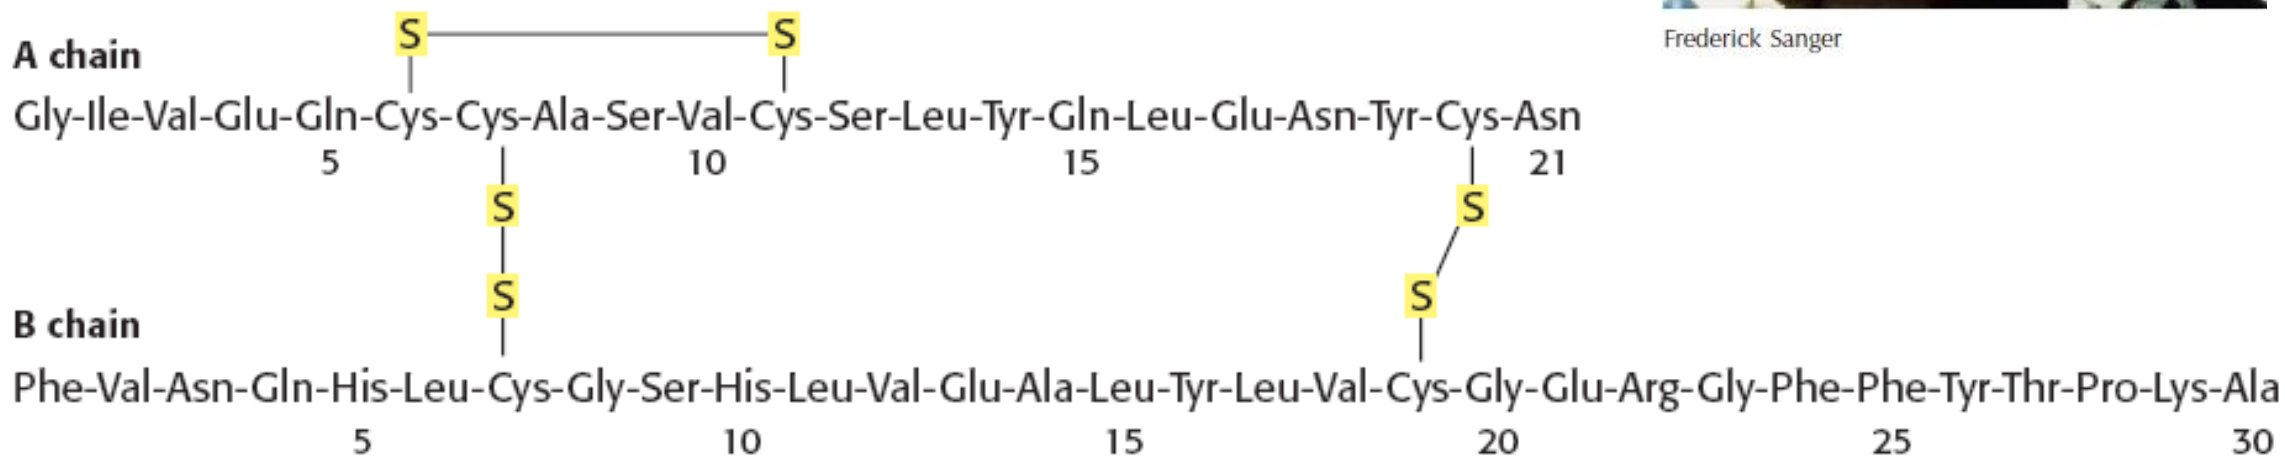 S S
Frederick Sanger
A chain
Gly-Ile-Val-Glu-Gln-Cys-Cys-Ala-Ser-Val-Cys-Ser-Leu-Tyr-Gln-Leu-Glu-Asn-Tyr-Cys-Asn
5 10 15 21
S S
S S
B chain
Phe-Val-Asn-Gln-His-Leu-Cys-Gly-Ser-His-Leu-Val-Glu-Ala-Leu-Tyr-Leu-Val-Cys-Gly-Glu-Arg-Gly-Phe-Phe-Tyr-Thr-Pro-Lys-Ala
5 10 15 20 25 30